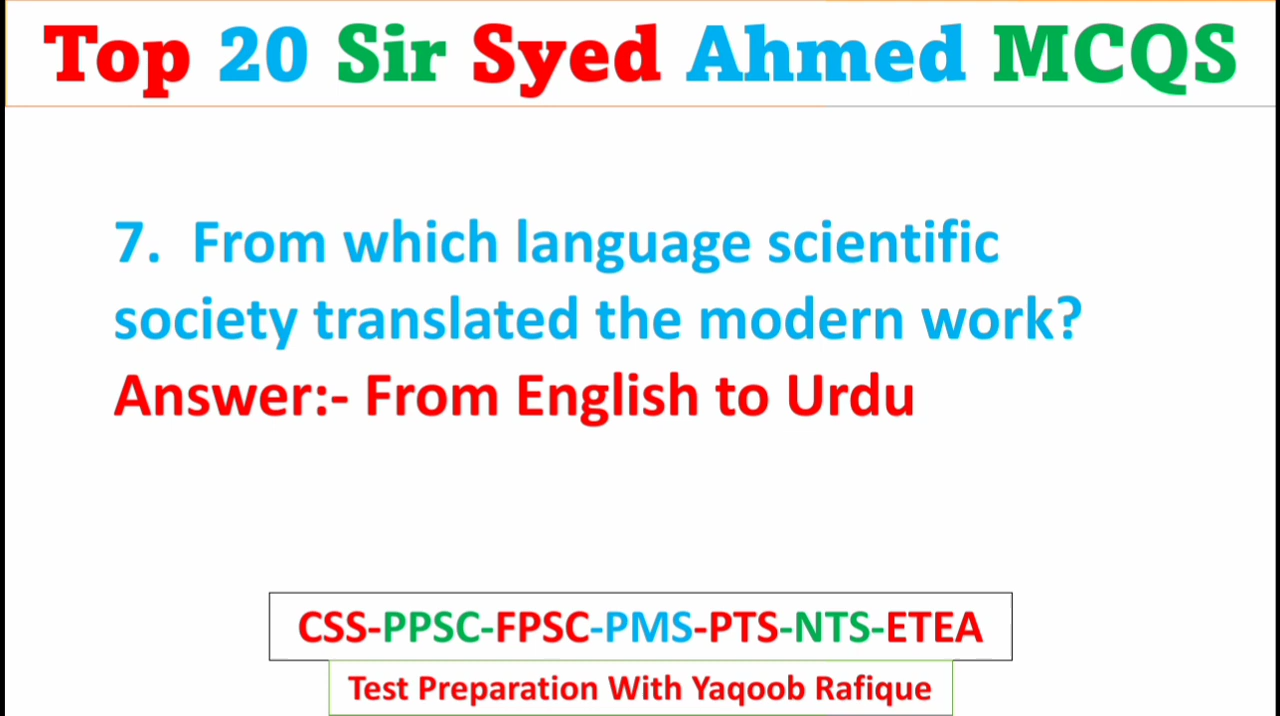 Top 20 Sir Syed Ahmed MCQS
7. From which language scientific
society translated the modern work?
Answer:- From English to Urdu
CSS-PPSC-FPSC-PMS-PTS-NTS-ETEA
Test Preparation With Yaqoob Rafique